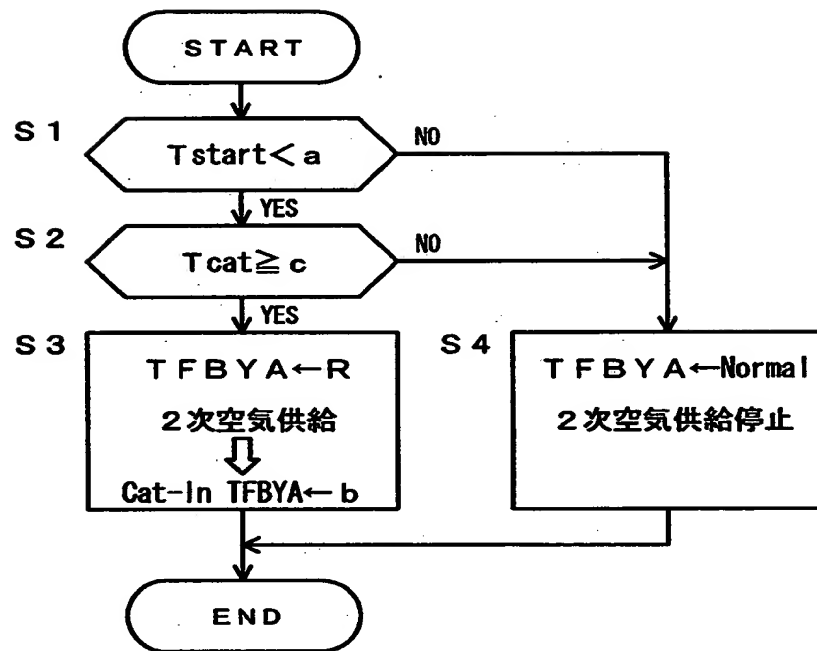 START
S1
Tstart<a
NO
YES
S2
Tcat≧c
NO
YES
S3
TFBYA←R
2次空気供給
Cat-In TFBYA←b
S4
TFBYA←Normal
2次空気供給停止
END